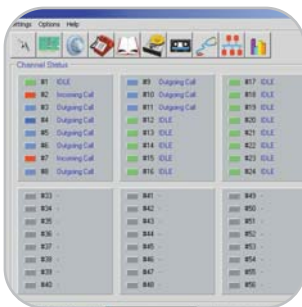 ttings Options Help
Channel Status
#1 IDLE
#2 Incoming Call
#3 Outgoing Call
#4 Outgoing Call
#5 Outgoing Call
#6 Outgoing Call
#7 Incoming Call
#8 Outgoing Call
#9 Outgoing Call
#10 Outgoing Call
#11 Outgoing Call
#12 IDLE
#13 IDLE
#14 IDLE
#15 IDLE
#16 IDLE
#17 IDLE
#18 IDLE
#19 IDLE
#20 IDLE
#21 IDLE
#22 IDLE
#23 IDLE
#24 IDLE
#33 -
#34 -
#35 -
#36 -
#37 -
#38 -
#39 -
#40 -
#41 -
#42 -
#43 -
#44 -
#45 -
#46 -
#47 -
#48 -
#49 -
#50 -
#51 -
#52 -
#53 -
#54 -
#55 -
#56 -